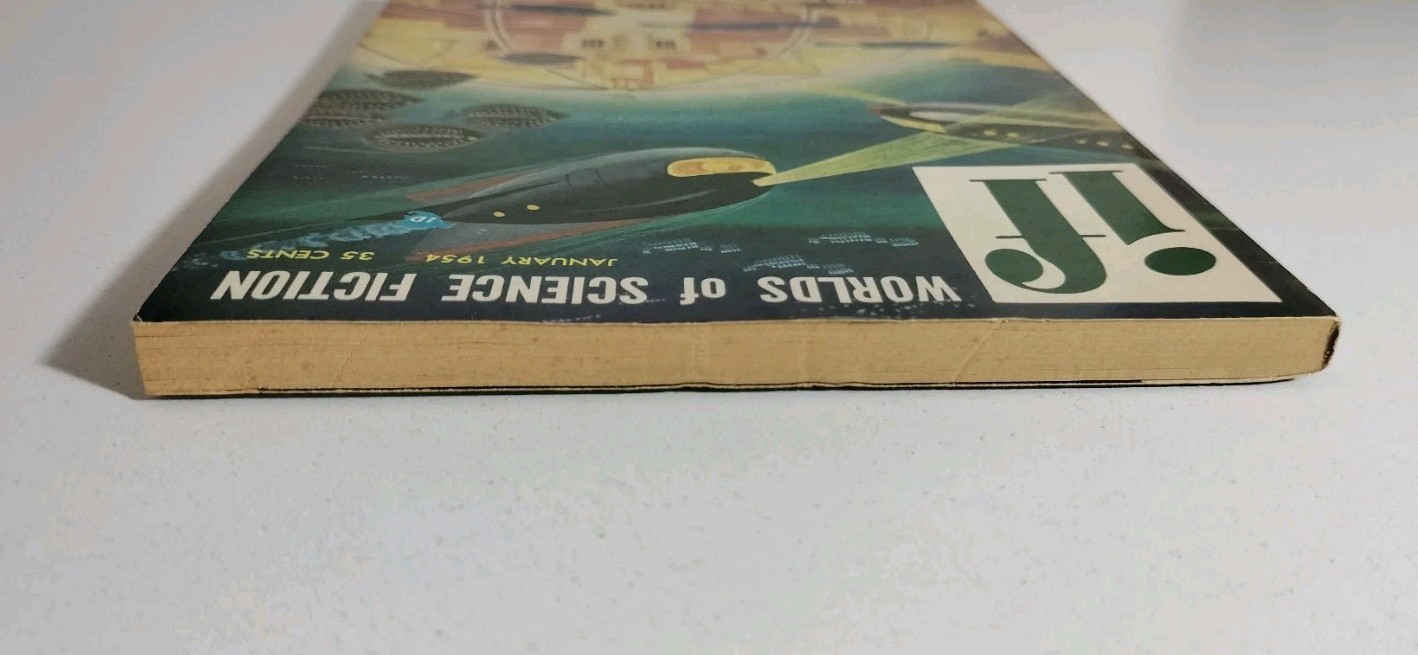 if
WORLDS of SCIENCE FICTION
JANUARY 1954
35 CENTS